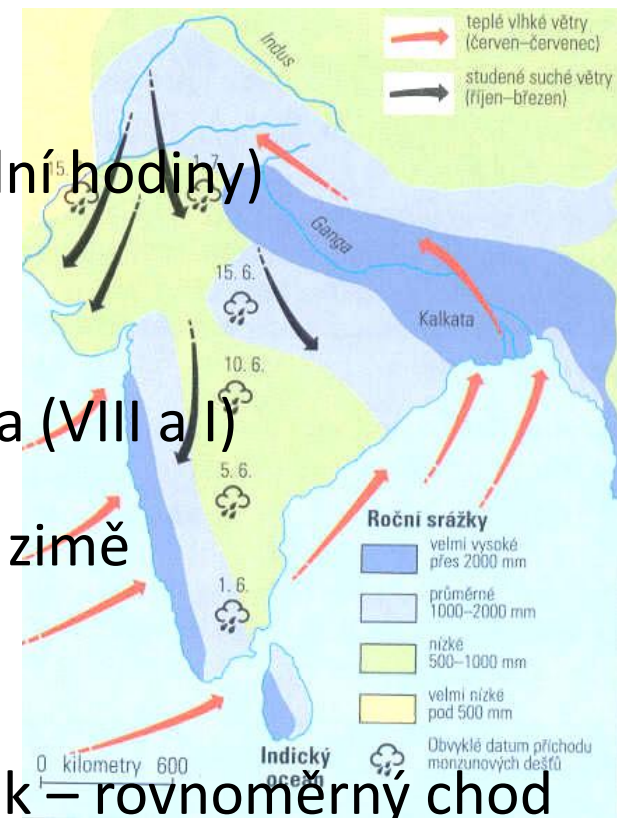 teplé vlhké větry
(červen–červenec)
Indus
studené suché větry
(říjen–březen)
lní hodiny)
15.
1. 7.
Ganga
15. 6.
Kalkata
10. 6.
a (VIII a I)
5. 6.
Roční srážky
velmi vysoké
přes 2000 mm
zimě
průměrné
1000–2000 mm
1. 6.
nízké
500–1000 mm
velmi nízké
pod 500 mm
Obvyklé datum příchodu
monzunových dešťů
0 kilometry 600
Indický
oceán
k – rovnoměrný chod